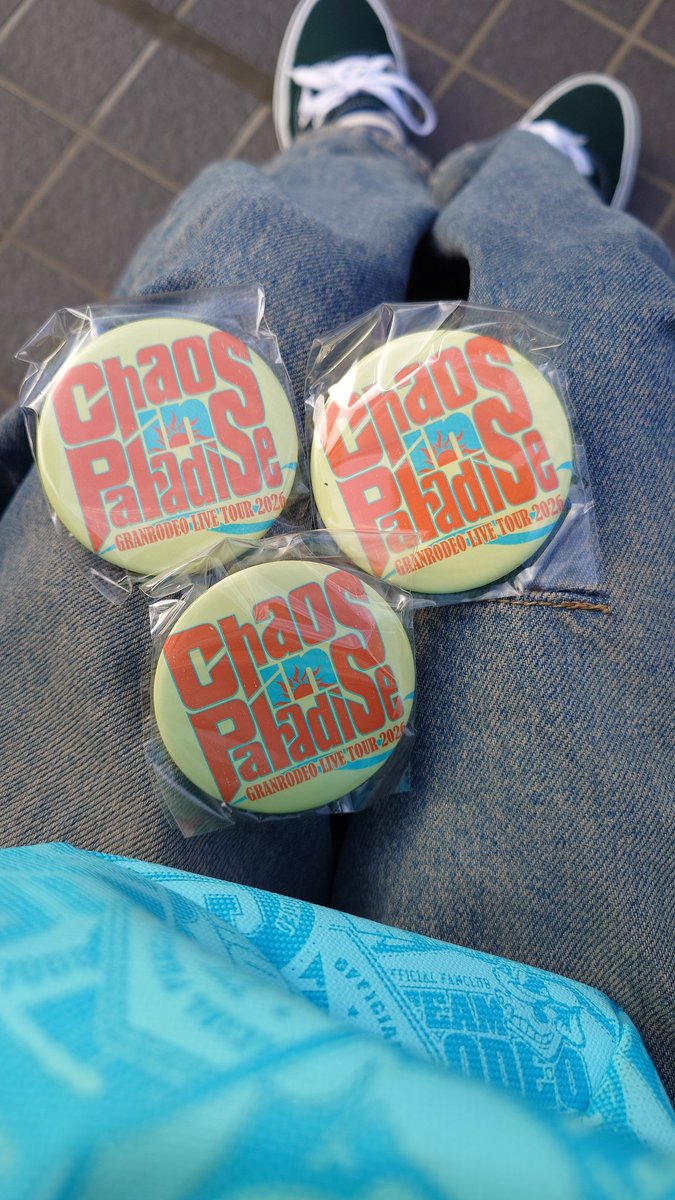 Chaos
in
Paradise
GRANRODEO LIVE TOUR 2026
Chaos
in
Paradise
GRANRODEO LIVE TOUR 2026
Chaos
in
Paradise
GRANRODEO LIVE TOUR 2026
OFFICIAL FANCLUB
TEAM
RODEO